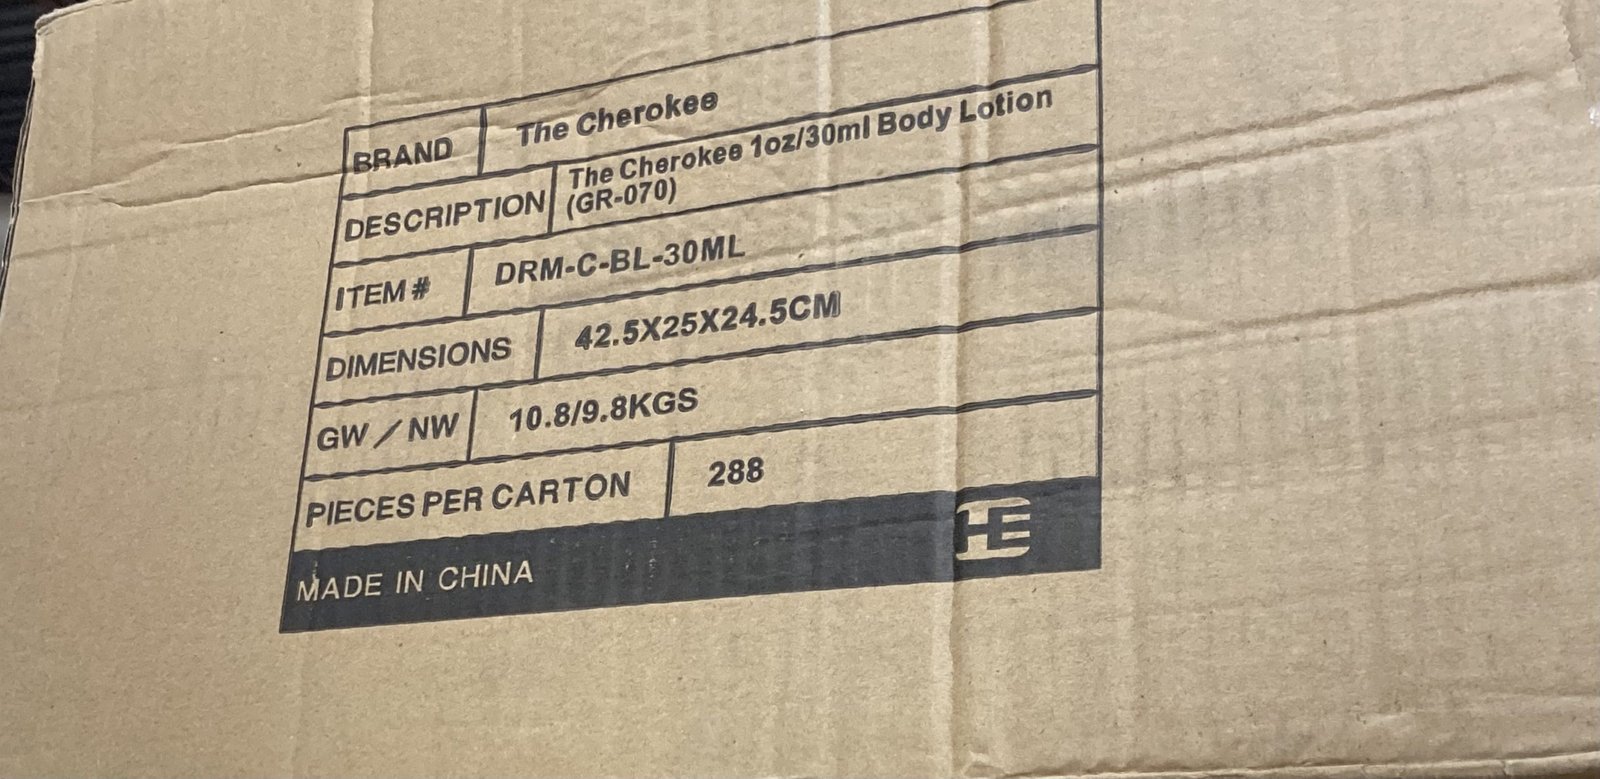 BRAND The Cherokee
DESCRIPTION The Cherokee 1oz/30ml Body Lotion
(GR-070)
ITEM # DRM-C-BL-30ML
DIMENSIONS 42.5X25X24.5CM
GW / NW 10.8/9.8KGS
PIECES PER CARTON 288
MADE IN CHINA HE